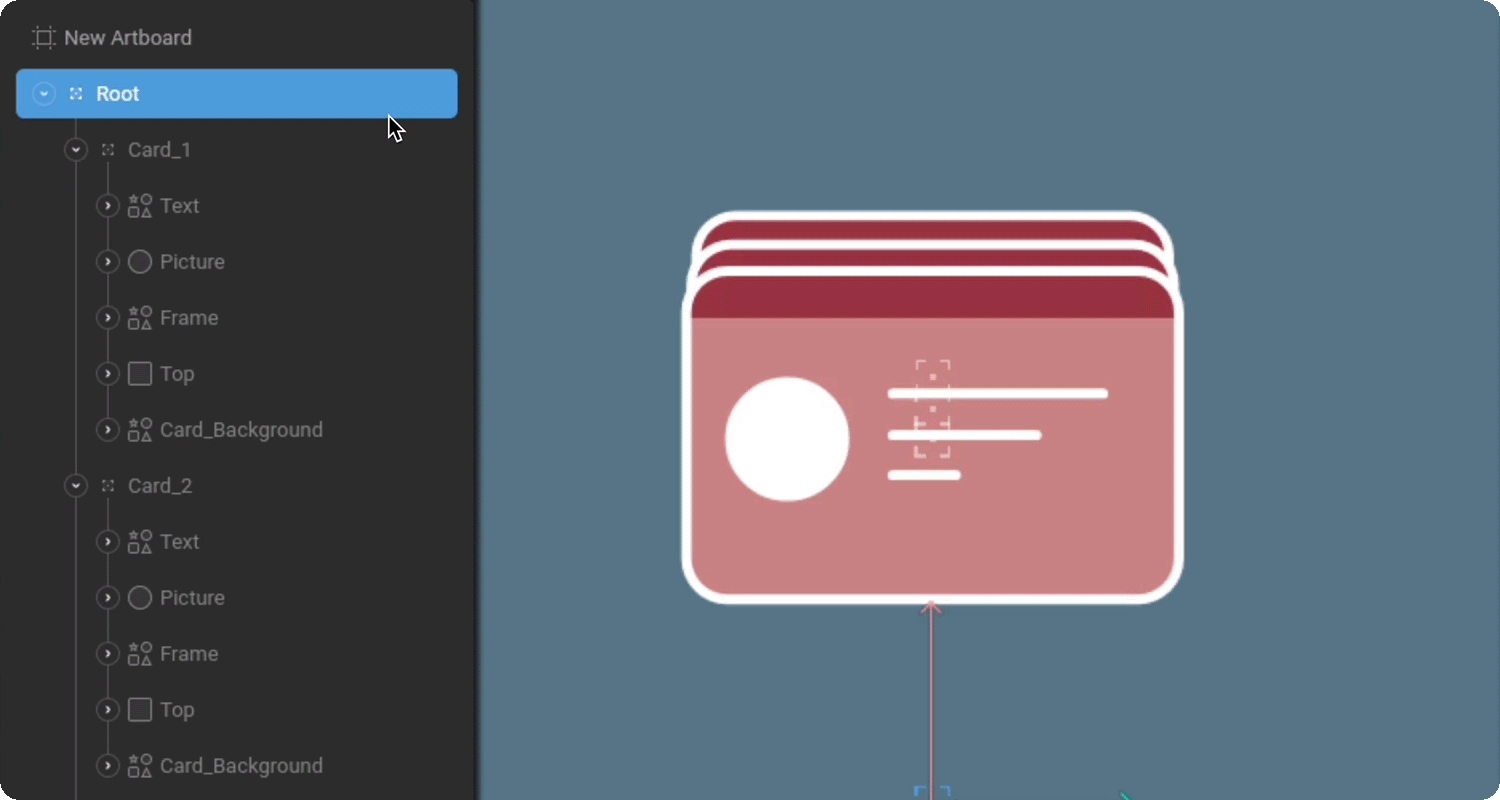 New Artboard
Root
Card_1
Text
Picture
Frame
Top
Card_Background
Card_2
Text
Picture
Frame
Top
Card_Background